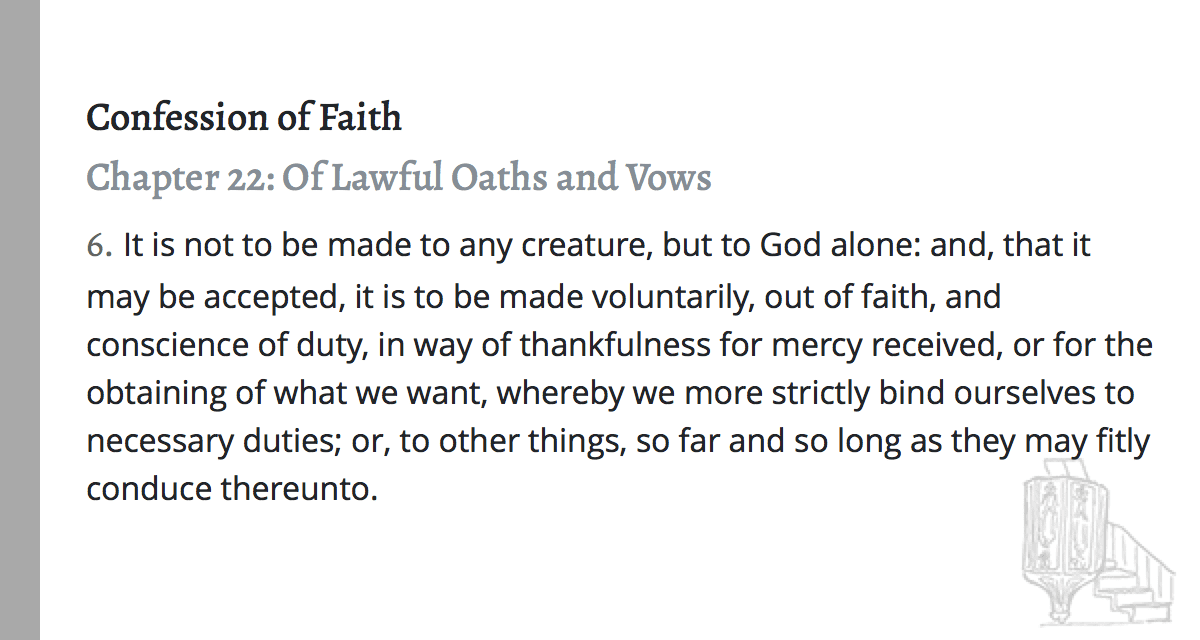 Confession of Faith
Chapter 22: Of Lawful Oaths and Vows
6. It is not to be made to any creature, but to God alone: and, that it
may be accepted, it is to be made voluntarily, out of faith, and
conscience of duty, in way of thankfulness for mercy received, or for the
obtaining of what we want, whereby we more strictly bind ourselves to
necessary duties; or, to other things, so far and so long as they may fitly
conduce thereunto.